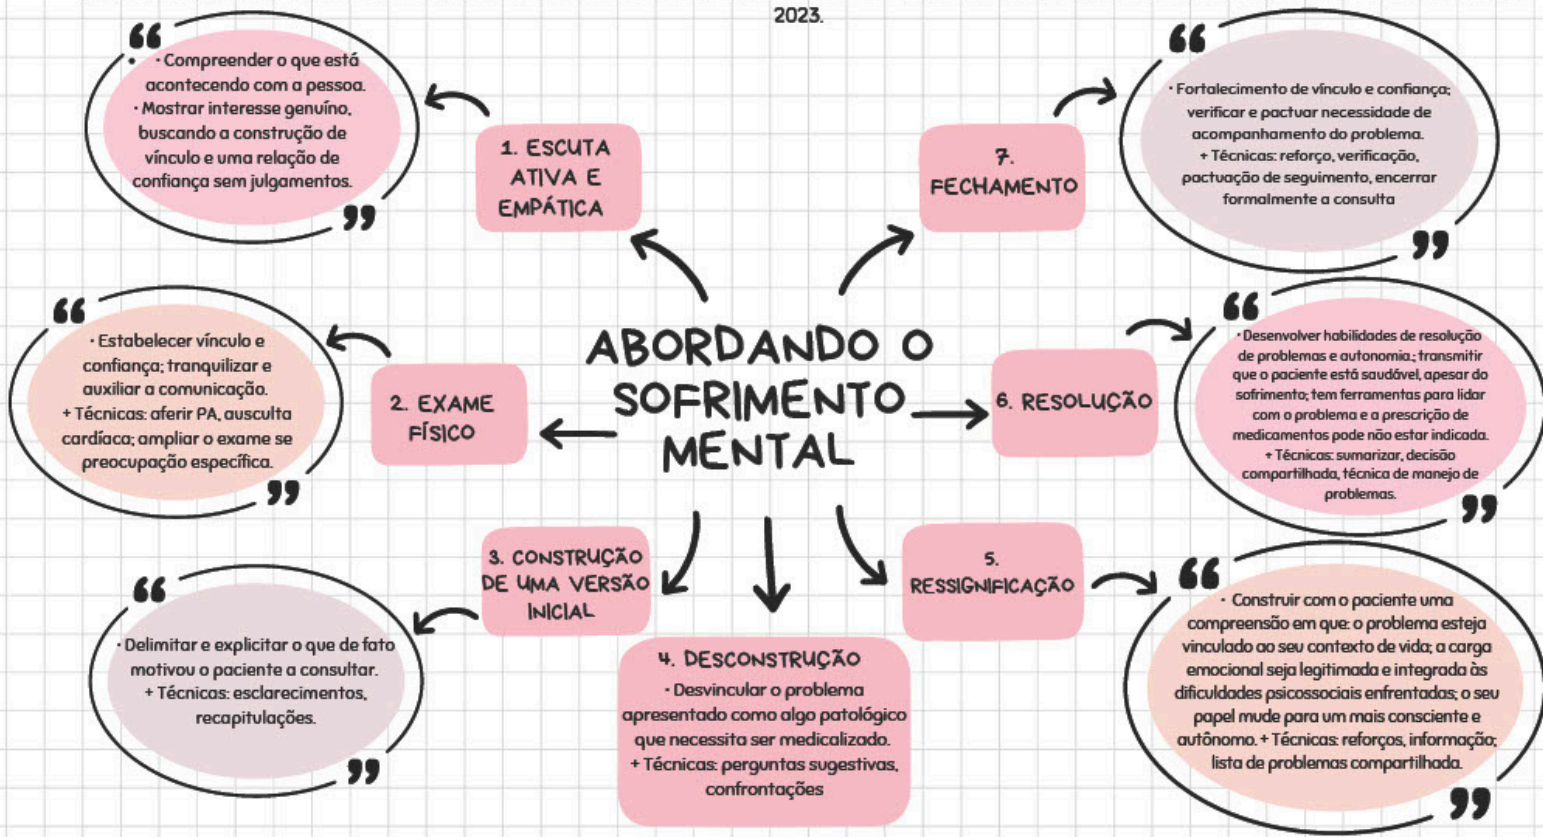 2023.
1. ESCUTA
ATIVA E
EMPÁTICA
“
• Compreender o que está
acontecendo com a pessoa.
• Mostrar interesse genuíno,
buscando a construção de
vínculo e uma relação de
confiança sem julgamentos.
”
7.
FECHAMENTO
“
• Fortalecimento de vínculo e confiança;
verificar e pactuar necessidade de
acompanhamento do problema.
+ Técnicas: reforço, verificação,
pactuação de seguimento, encerrar
formalmente a consulta
”
ABORDANDO O
SOFRIMENTO
MENTAL
2. EXAME
FÍSICO
“
• Estabelecer vínculo e
confiança; tranquilizar e
auxiliar a comunicação.
+ Técnicas: aferir PA, ausculta
cardíaca; ampliar o exame se
preocupação específica.
”
6. RESOLUÇÃO
“
• Desenvolver habilidades de resolução
de problemas e autonomia.; transmitir
que o paciente está saudável, apesar do
sofrimento; tem ferramentas para lidar
com o problema e a prescrição de
medicamentos pode não estar indicada.
+ Técnicas: sumarizar, decisão
compartilhada, técnica de manejo de
problemas.
”
3. CONSTRUÇÃO
DE UMA VERSÃO
INICIAL
“
• Delimitar e explicitar o que de fato
motivou o paciente a consultar.
+ Técnicas: esclarecimentos,
recapitulações.
”
4. DESCONSTRUÇÃO
• Desvincular o problema
apresentado como algo patológico
que necessita ser medicalizado.
+ Técnicas: perguntas sugestivas,
confrontações
5.
RESSIGNIFICAÇÃO
“
• Construir com o paciente uma
compreensão em que: o problema esteja
vinculado ao seu contexto de vida; a carga
emocional seja legitimada e integrada às
dificuldades psicossociais enfrentadas; o seu
papel mude para um mais consciente e
autônomo. + Técnicas: reforços, informação;
lista de problemas compartilhada.
”